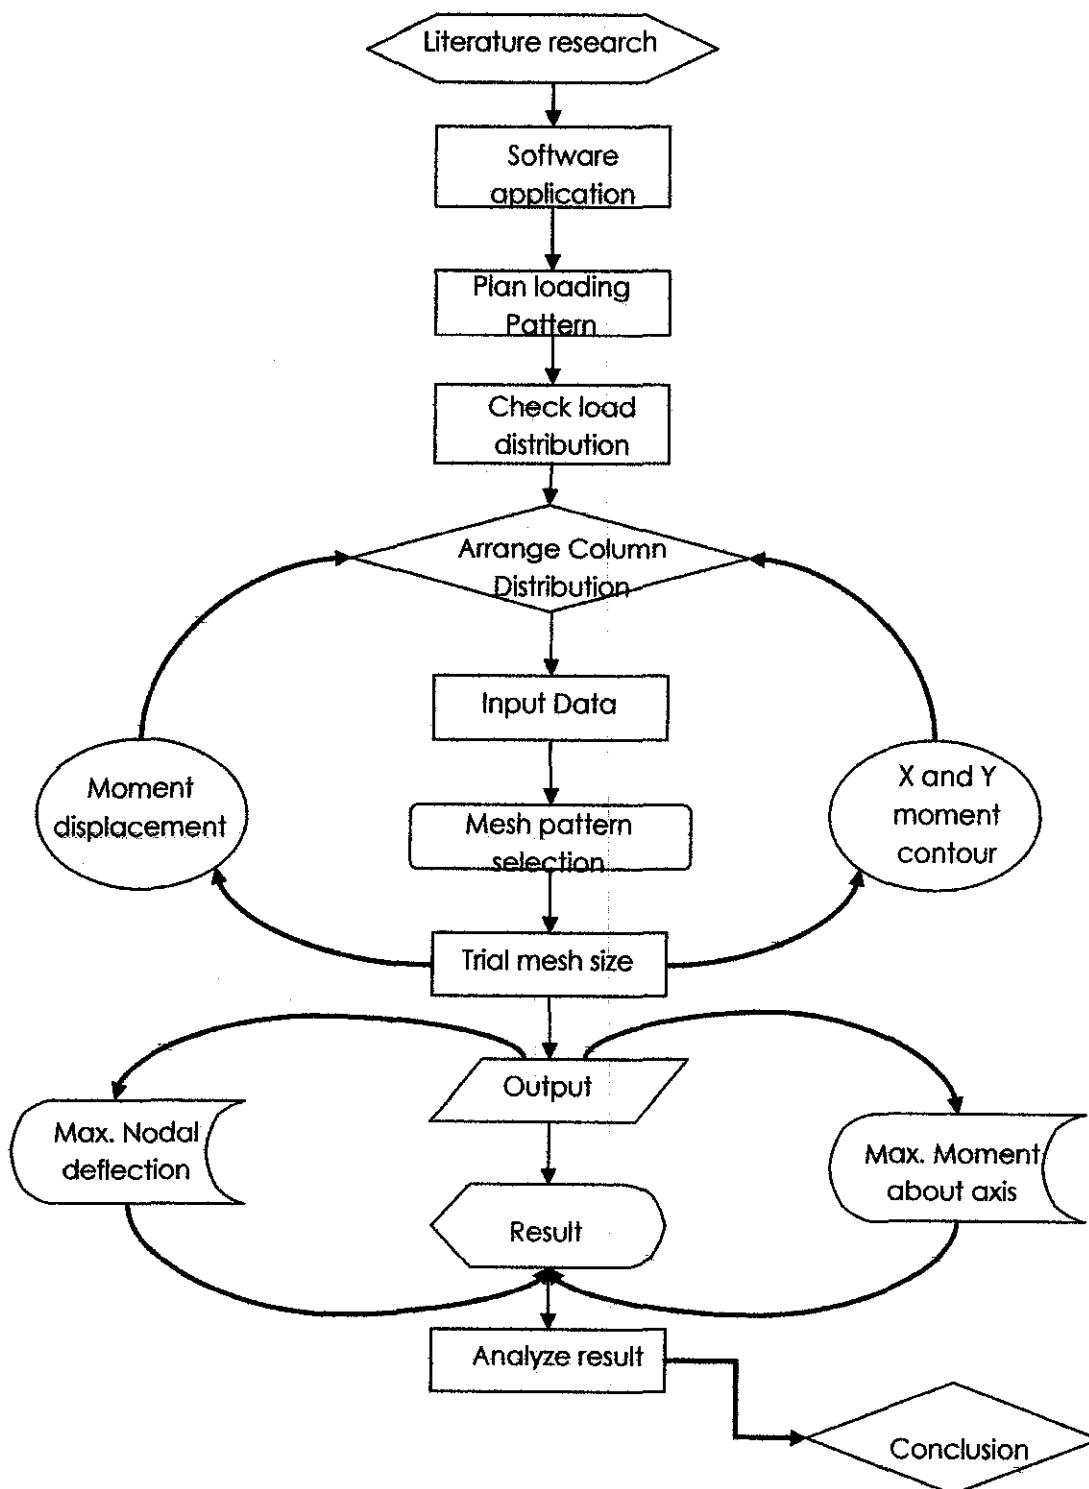 Literature research
Software
application
Plan loading
Pattern
Check load
distribution
Arrange Column
Distribution
Input Data
Moment
displacement
X and Y
moment
contour
Mesh pattern
selection
Trial mesh size
Output
Max. Nodal
deflection
Max. Moment
about axis
Result
Analyze result
Conclusion